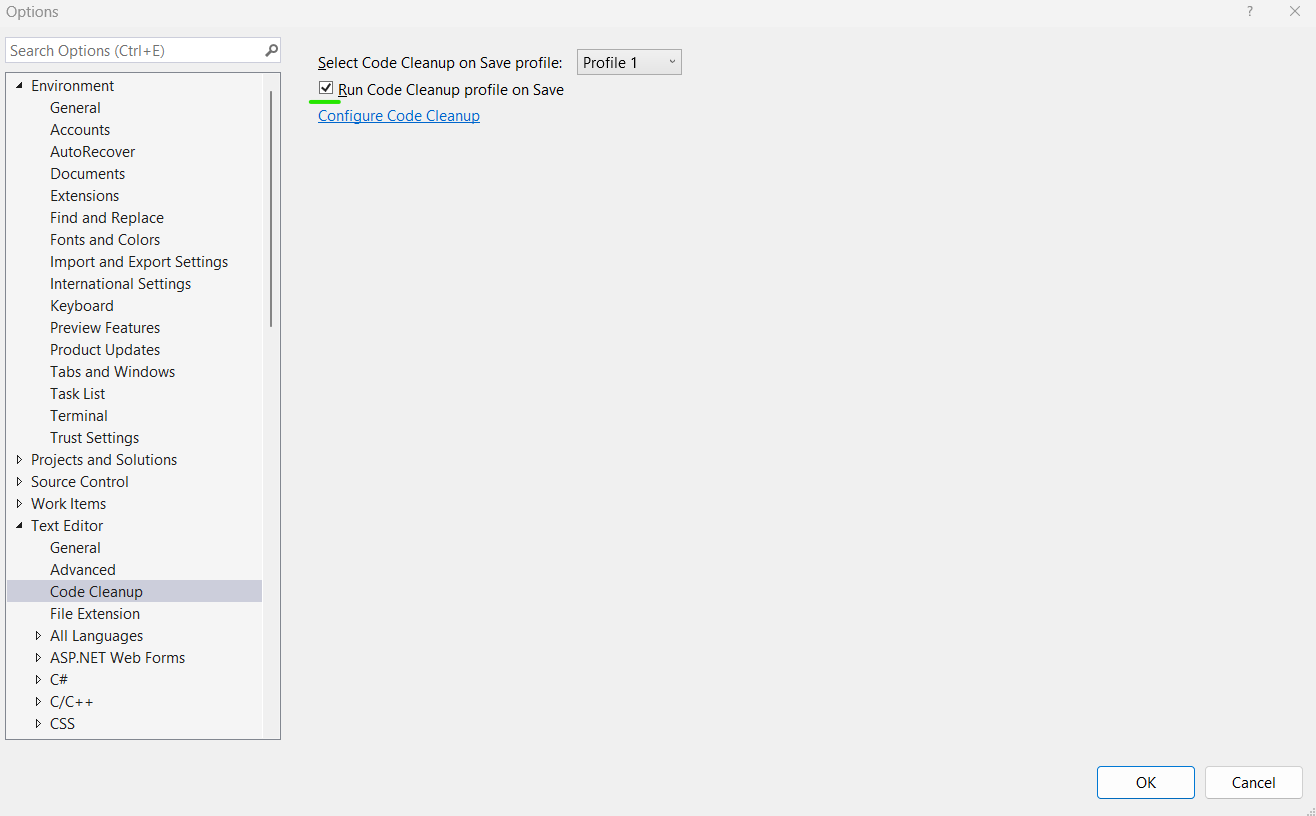 Options
?
Search Options (Ctrl+E)
Environment
General
Accounts
AutoRecover
Documents
Extensions
Find and Replace
Fonts and Colors
Import and Export Settings
International Settings
Keyboard
Preview Features
Product Updates
Tabs and Windows
Task List
Terminal
Trust Settings
Projects and Solutions
Source Control
Work Items
Text Editor
General
Advanced
Code Cleanup
File Extension
All Languages
ASP.NET Web Forms
C#
C/C++
CSS
Select Code Cleanup on Save profile: Profile 1
Run Code Cleanup profile on Save
Configure Code Cleanup
OK Cancel